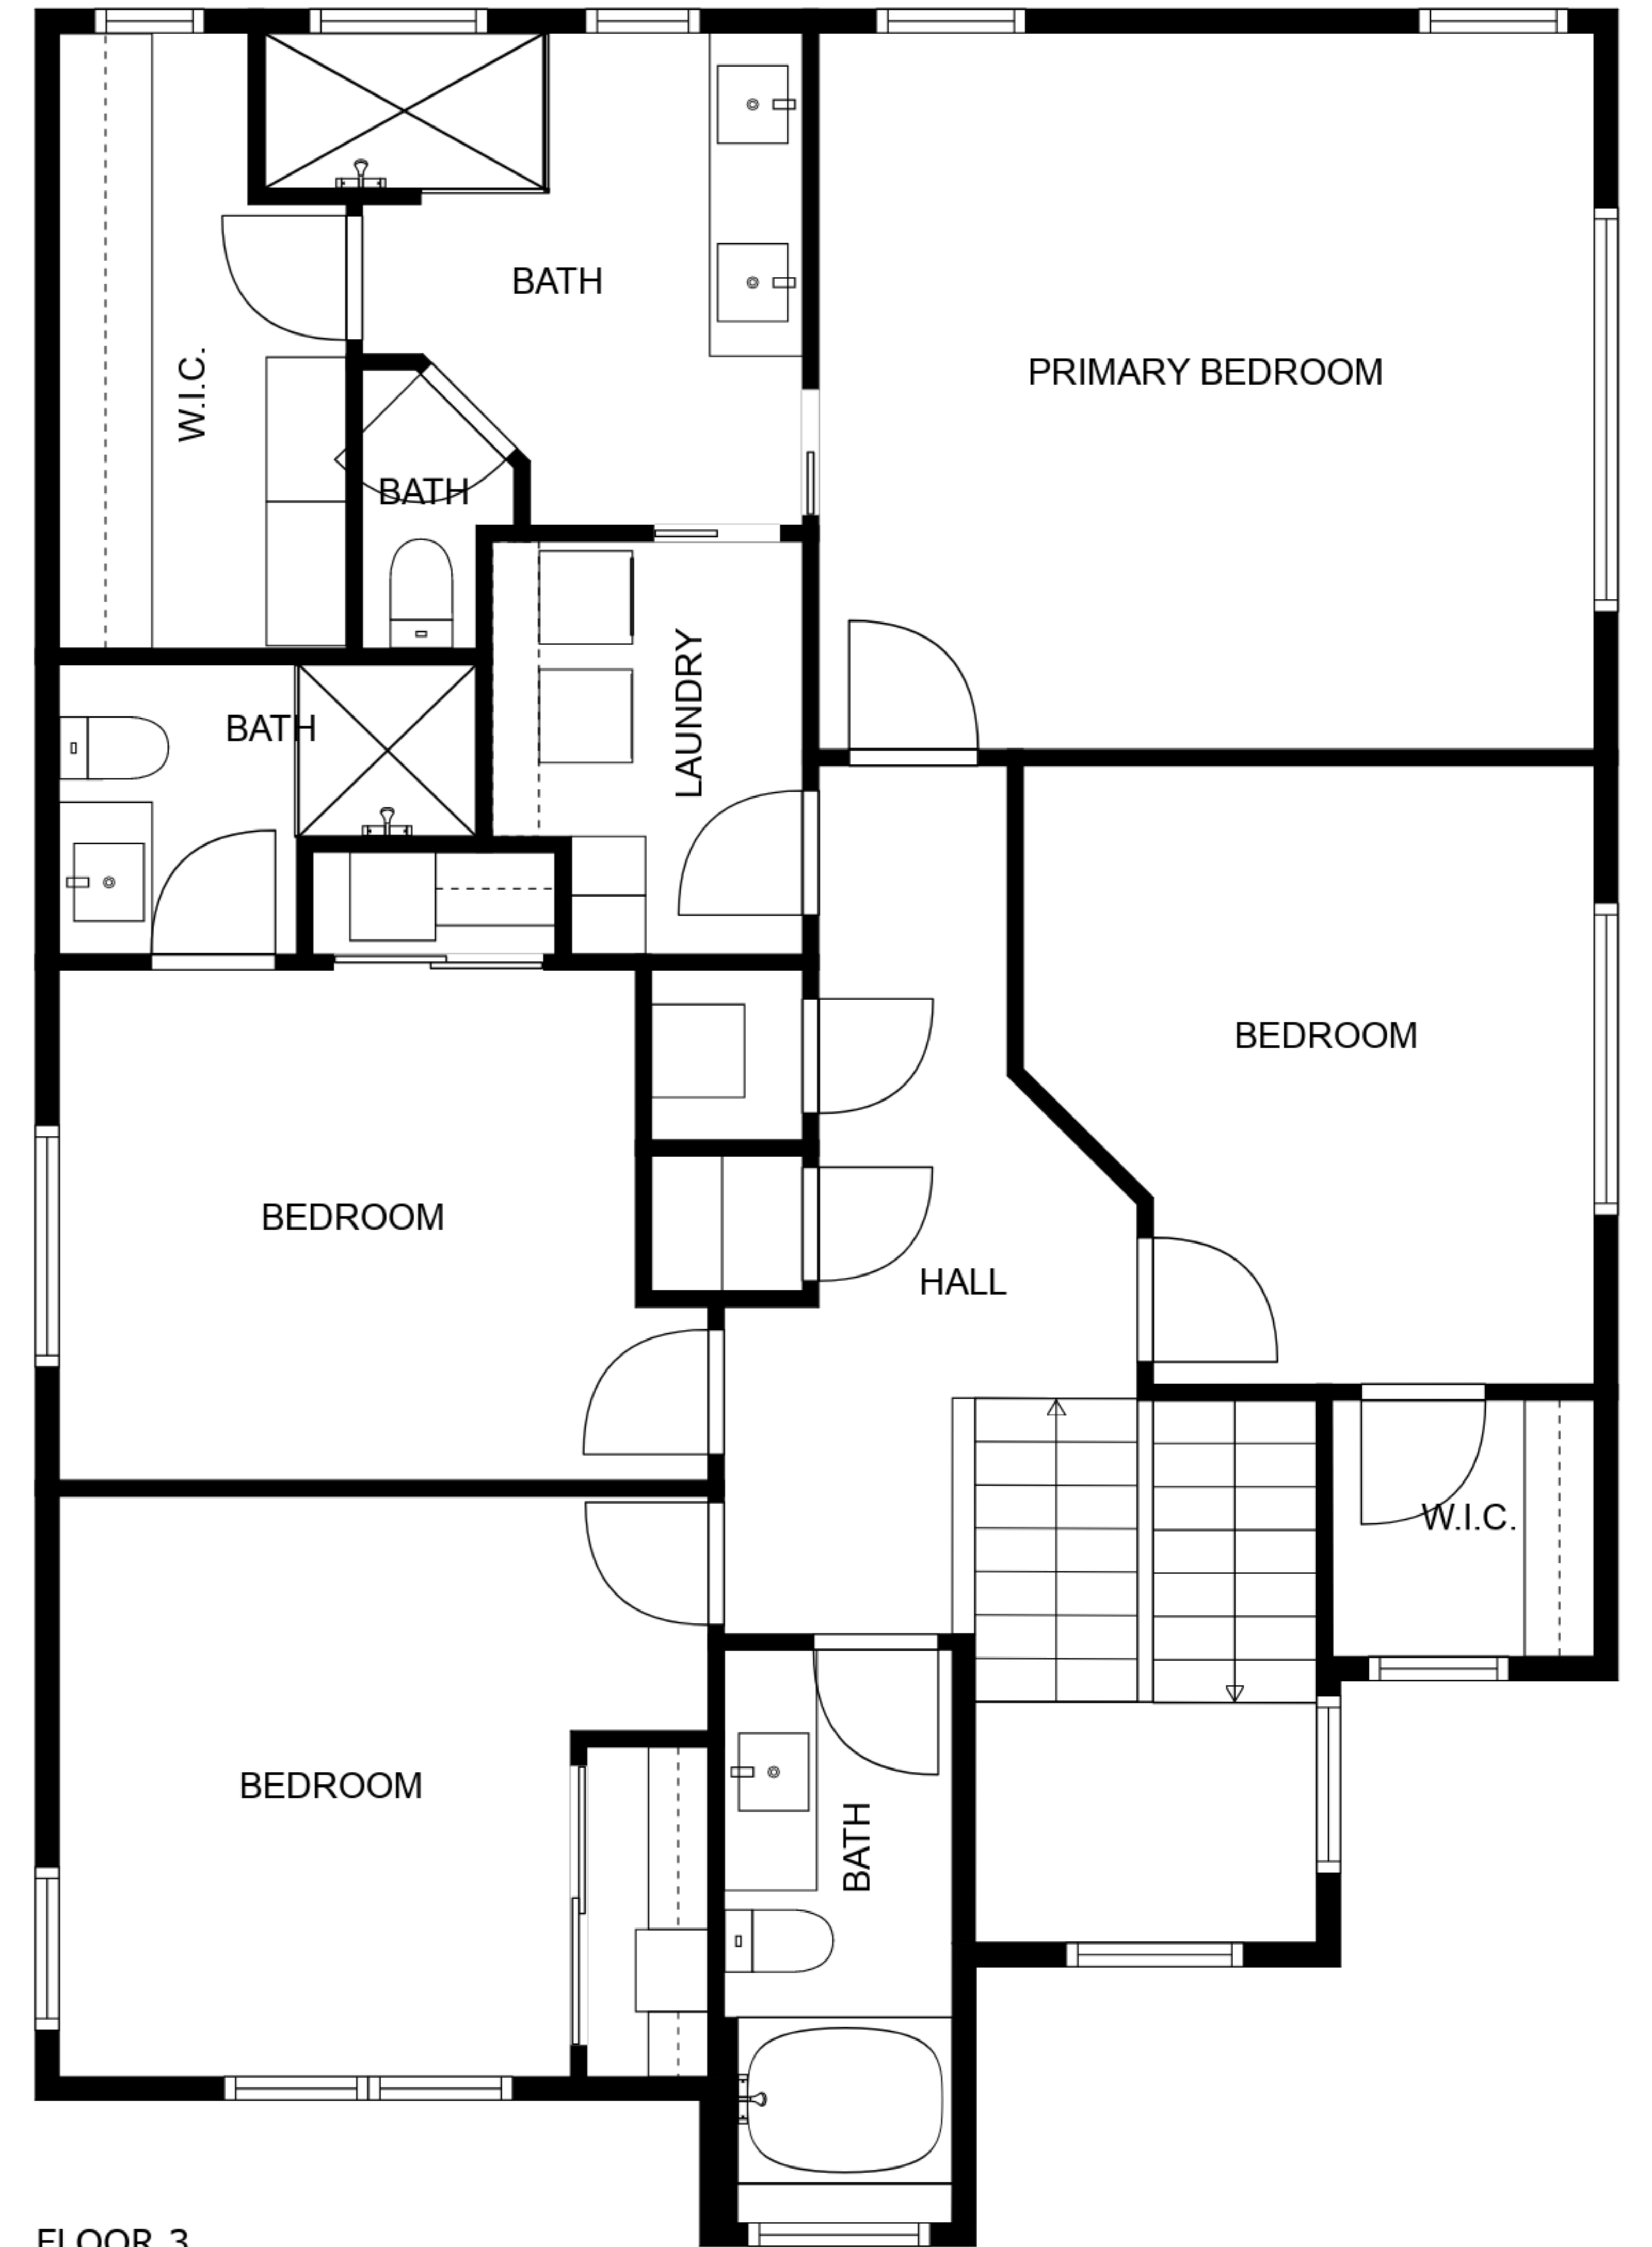 BATH
PRIMARY BEDROOM
W.I.C.
BATH
LAUNDRY
BATH
BEDROOM
BEDROOM
HALL
W.I.C.
BEDROOM
BATH
FLOOR 3